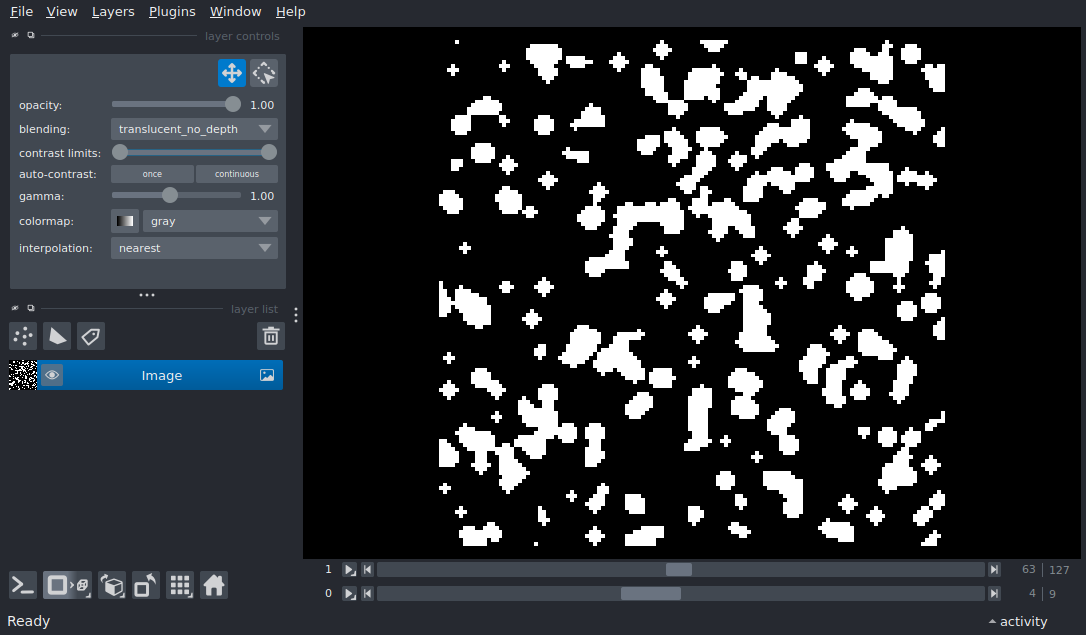 File View Layers Plugins Window Help
layer controls
opacity: 1.00
blending: translucent_no_depth
contrast limits:
auto-contrast: once continuous
gamma: 1.00
colormap: gray
interpolation: nearest
layer list
Image
1 63 127
0 4 9
Ready activity